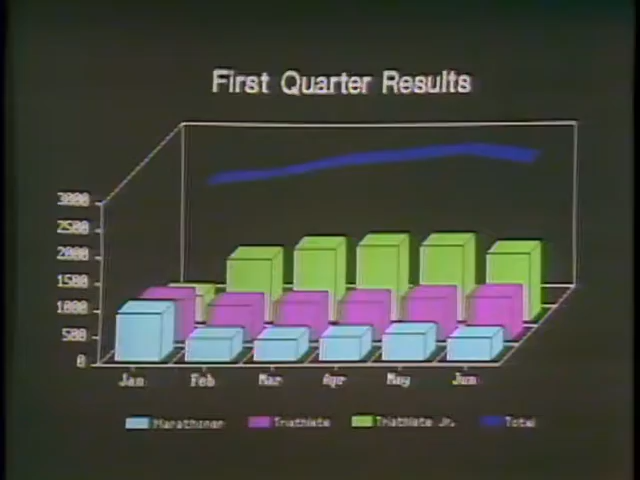 First Quarter Results
3000
2500
2000
1500
1000
500
0
Jan Feb Mar Apr May Jun
Marathoner Triathlete Triathlete Jr. Total